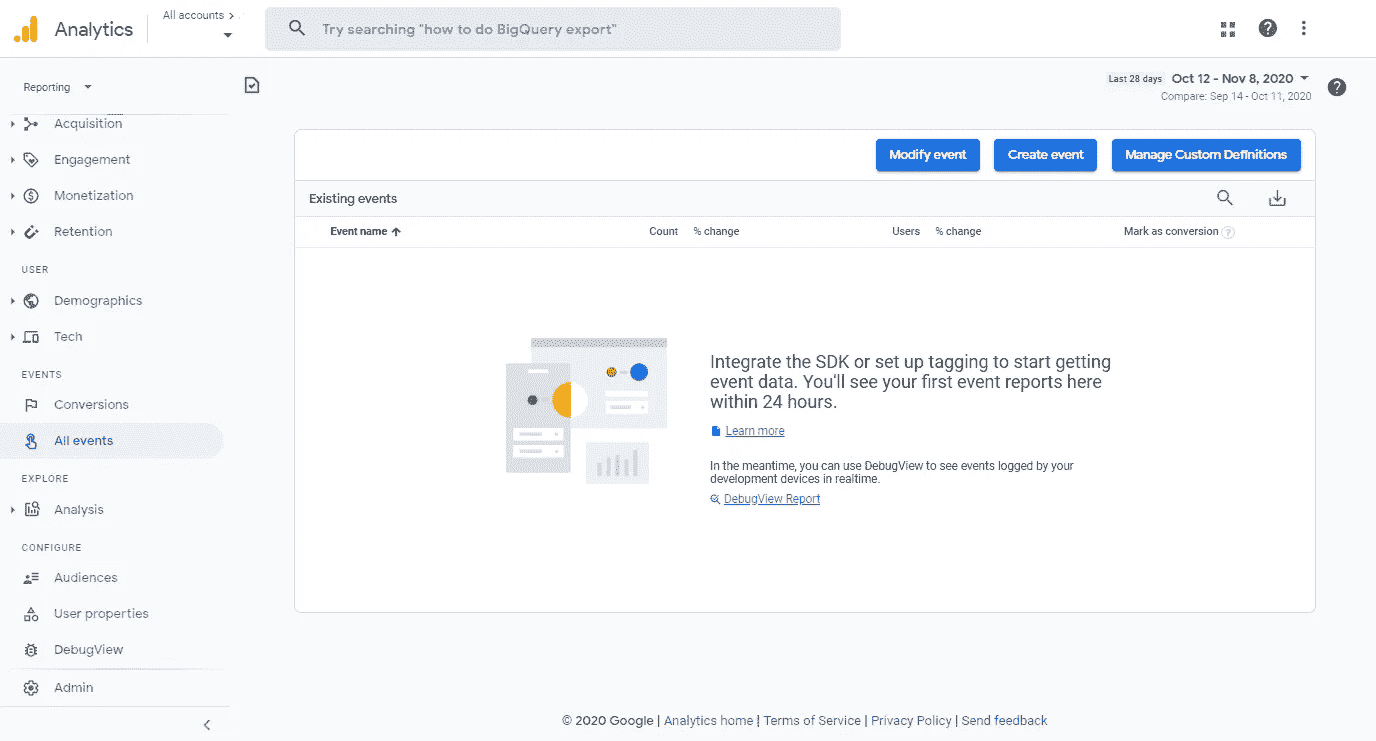 Analytics
All accounts >
Try searching "how to do BigQuery export"
Reporting
Last 28 days Oct 12 - Nov 8, 2020
Compare: Sep 14 - Oct 11, 2020
Acquisition
Engagement
Monetization
Retention
USER
Demographics
Tech
EVENTS
Conversions
All events
EXPLORE
Analysis
CONFIGURE
Audiences
User properties
DebugView
Admin
Modify event Create event Manage Custom Definitions
Existing events
Event name Count % change Users % change Mark as conversion
Integrate the SDK or set up tagging to start getting
event data. You'll see your first event reports here
within 24 hours.
Learn more
In the meantime, you can use DebugView to see events logged by your
development devices in realtime.
DebugView Report
© 2020 Google | Analytics home | Terms of Service | Privacy Policy | Send feedback